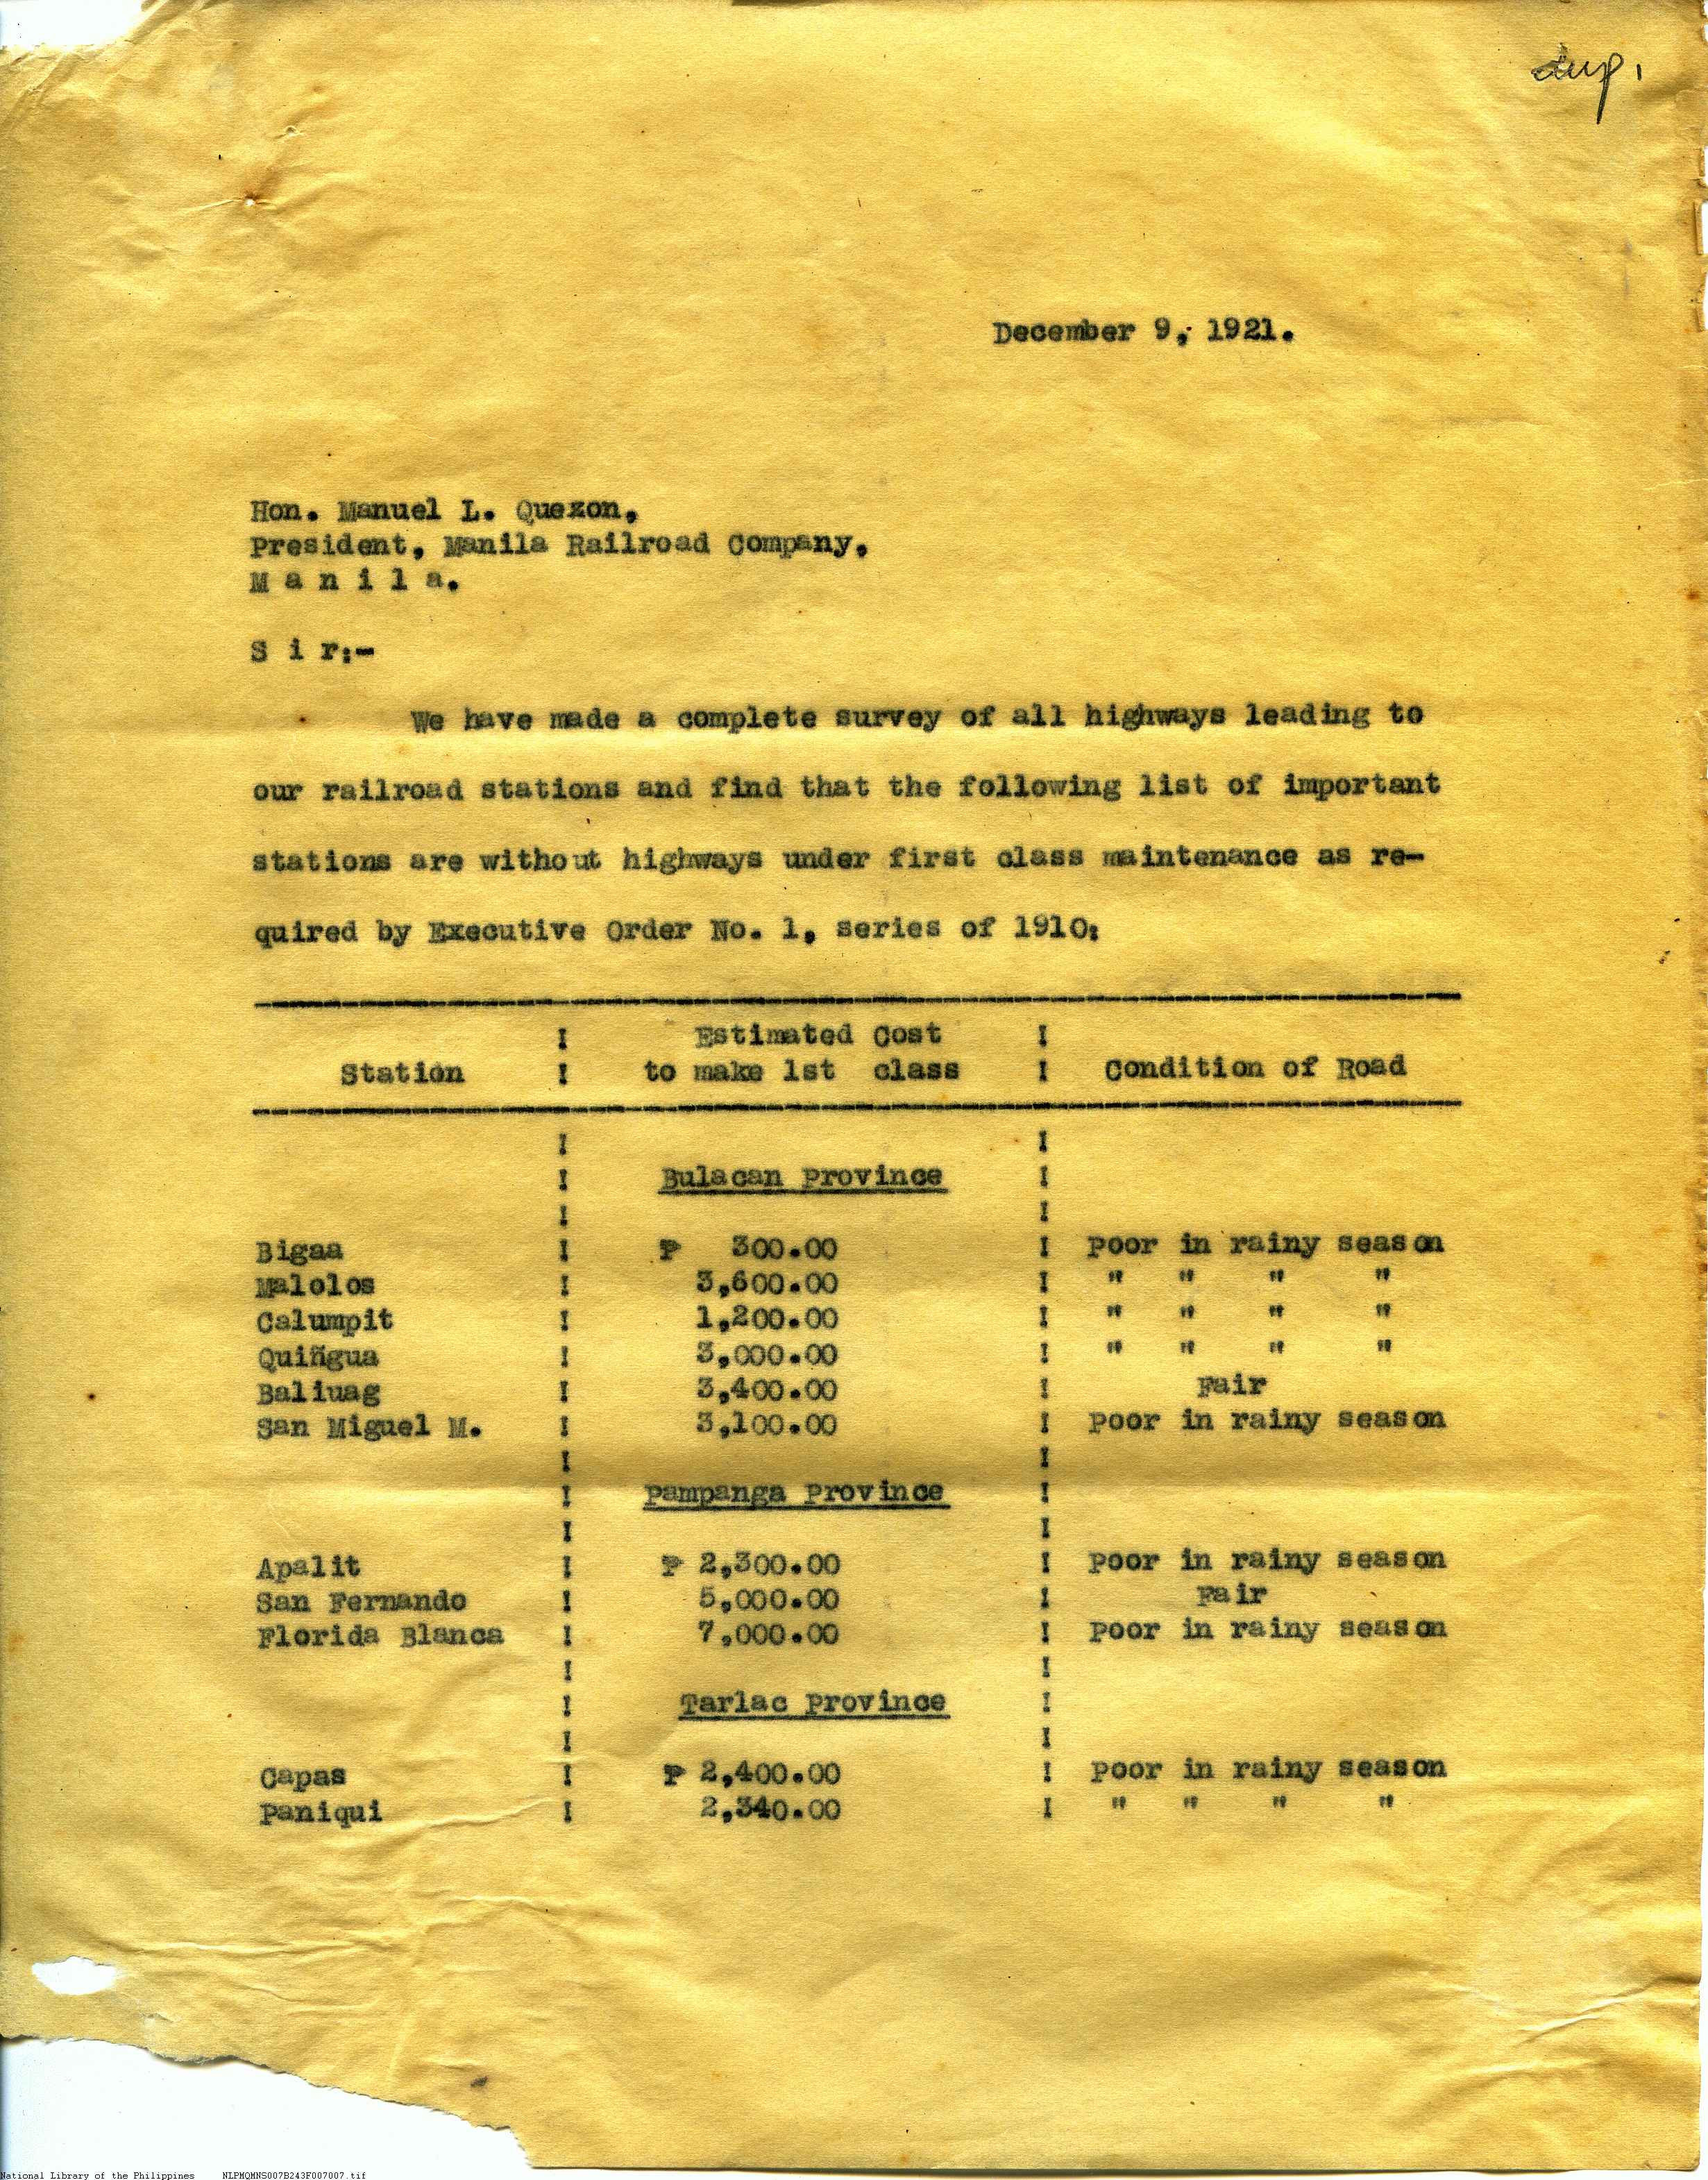 dup.
December 9, 1921.
Hon. Manuel L. Quezon,
President, Manila Railroad Company,
M a n i l a.
S i r:-
We have made a complete survey of all highways leading to
our railroad stations and find that the following list of important
stations are without highways under first class maintenance as re-
quired by Executive Order No. 1, series of 1910:
Station ! Estimated Cost to make 1st class ! Condition of Road
Bulacan Province
Bigaa ! ₱ 300.00 ! Poor in rainy season
Malolos ! 3,600.00 ! " " " "
Calumpit ! 1,200.00 ! " " " "
Quiñgua ! 3,000.00 ! " " " "
Baliuag ! 3,400.00 ! Fair
San Miguel M. ! 3,100.00 ! Poor in rainy season
Pampanga Province
Apalit ! ₱ 2,300.00 ! Poor in rainy season
San Fernando ! 5,000.00 ! Fair
Florida Blanca ! 7,000.00 ! Poor in rainy season
Tarlac Province
Capas ! ₱ 2,400.00 ! Poor in rainy season
Paniqui ! 2,340.00 ! " " " "
National Library of the Philippines NLPMQMNS007B243F007007.tif